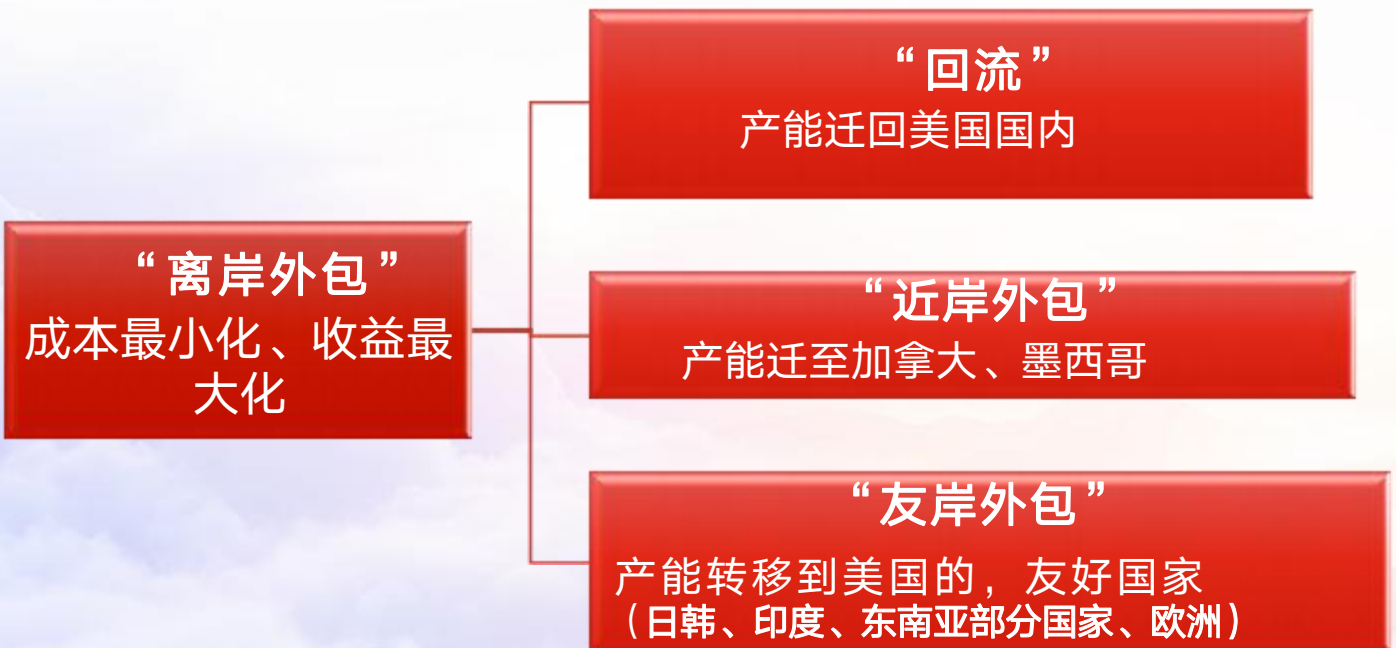 “离岸外包”
成本最小化、收益最
大化
“回流”
产能迁回美国国内
“近岸外包”
产能迁至加拿大、墨西哥
“友岸外包”
产能转移到美国的，友好国家
（日韩、印度、东南亚部分国家、欧洲）